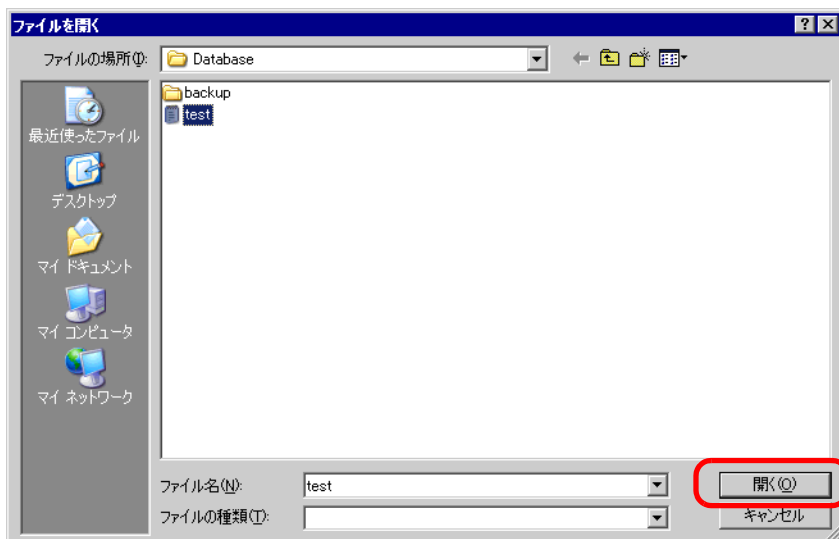 ファイルを開く
ファイルの場所(I): Database
backup
test
最近使ったファイル
デスクトップ
マイ ドキュメント
マイ コンピュータ
マイ ネットワーク
ファイル名(N): test 開く(O)
ファイルの種類(T): キャンセル